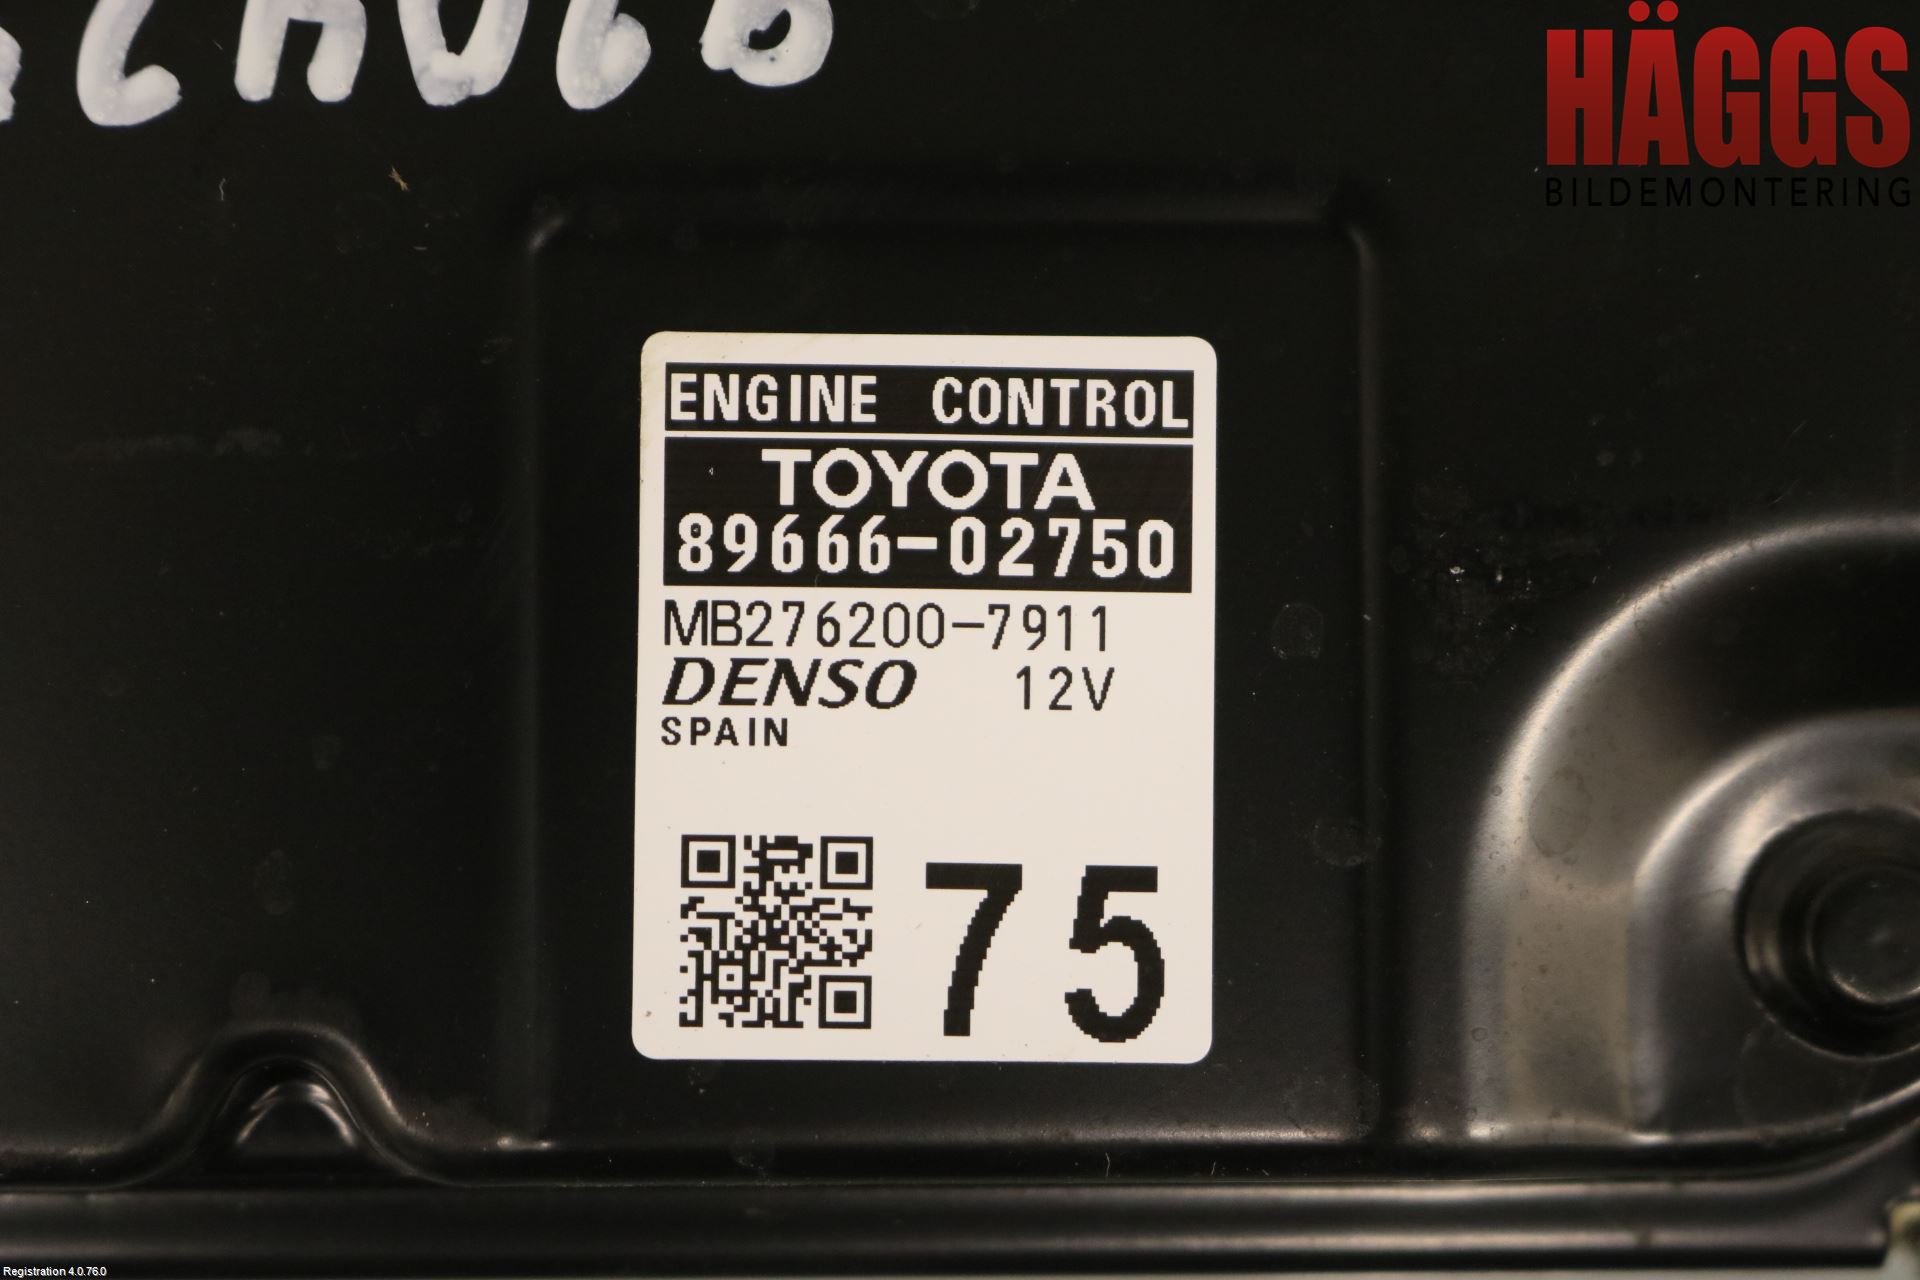 HÄGGS
BILDEMONTERING
ENGINE CONTROL
TOYOTA
89666-02750
MB276200-7911
DENSO 12V
SPAIN
75
Registration 4.0.76.0